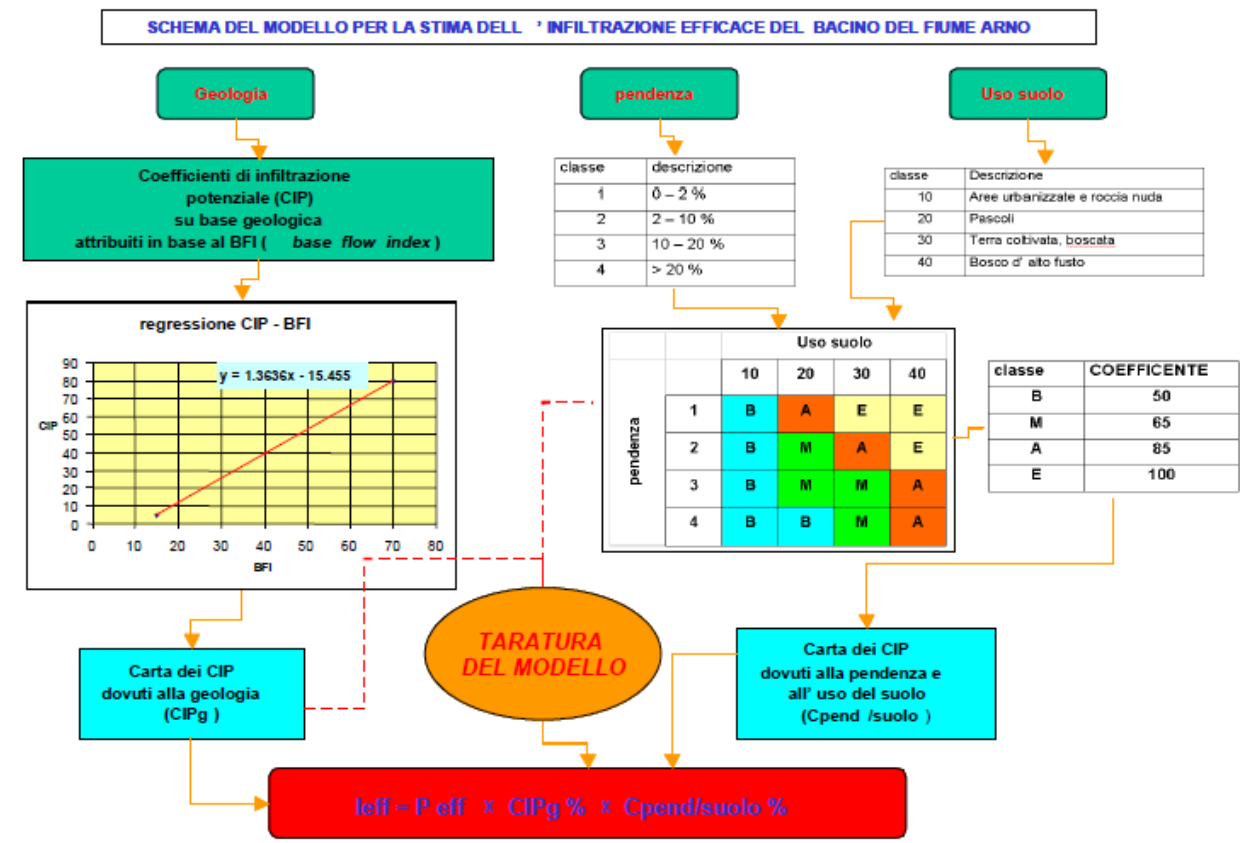 SCHEMA DEL MODELLO PER LA STIMA DELL ’ INFILTRAZIONE EFFICACE DEL BACINO DEL FIUME ARNO
Geologia
pendenza
Uso suolo
Coefficienti di infiltrazione
potenziale (CIP)
su base geologica
attribuiti in base al BFI ( base flow index )
classe descrizione
1 0 – 2 %
2 2 – 10 %
3 10 – 20 %
4 > 20 %
classe Descrizione
10 Aree urbanizzate e roccia nuda
20 Pascoli
30 Terra coltivata, boscata
40 Bosco d’ alto fusto
regressione CIP - BFI
y = 1.3636x - 15.455
90
80
70
60
50
40
30
20
10
0
CIP
0 10 20 30 40 50 60 70 80
BFI
Uso suolo
10 20 30 40
pendenza
1 B A E E
2 B M A E
3 B M M A
4 B B M A
classe COEFFICENTE
B 50
M 65
A 85
E 100
TARATURA
DEL MODELLO
Carta dei CIP
dovuti alla geologia
(CIPg )
Carta dei CIP
dovuti alla pendenza e
all’ uso del suolo
(Cpend /suolo )
Ieff = P eff x CIPg % x Cpend/suolo %